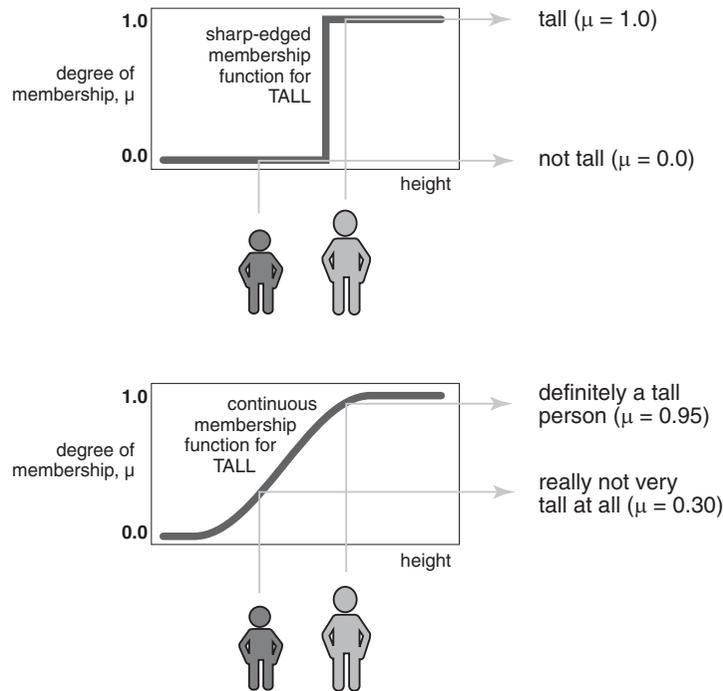 1.0
sharp-edged
membership
function for
TALL
degree of
membership, μ
0.0
height
tall (μ = 1.0)
not tall (μ = 0.0)
1.0
continuous
membership
function for
TALL
degree of
membership, μ
0.0
height
definitely a tall
person (μ = 0.95)
really not very
tall at all (μ = 0.30)